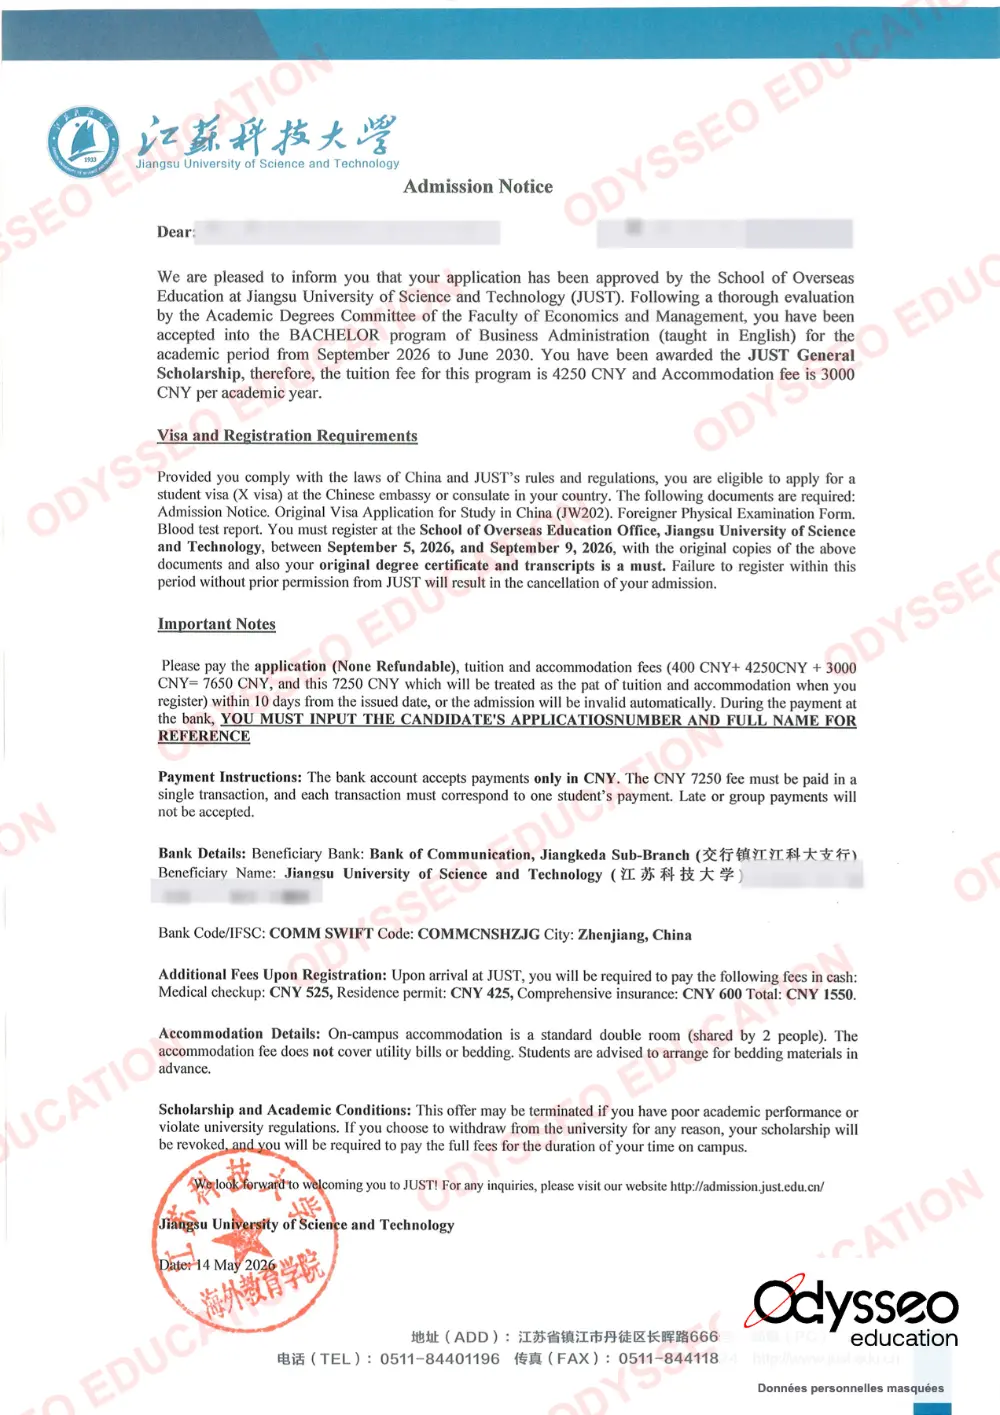 江蘇科技大學
Jiangsu University of Science and Technology
1933
Admission Notice
Dear:
We are pleased to inform you that your application has been approved by the School of Overseas
Education at Jiangsu University of Science and Technology (JUST). Following a thorough evaluation
by the Academic Degrees Committee of the Faculty of Economics and Management, you have been
accepted into the BACHELOR program of Business Administration (taught in English) for the
academic period from September 2026 to June 2030. You have been awarded the JUST General
Scholarship, therefore, the tuition fee for this program is 4250 CNY and Accommodation fee is 3000
CNY per academic year.
Visa and Registration Requirements
Provided you comply with the laws of China and JUST's rules and regulations, you are eligible to apply for a
student visa (X visa) at the Chinese embassy or consulate in your country. The following documents are required:
Admission Notice. Original Visa Application for Study in China (JW202). Foreigner Physical Examination Form.
Blood test report. You must register at the School of Overseas Education Office, Jiangsu University of Science
and Technology, between September 5, 2026, and September 9, 2026, with the original copies of the above
documents and also your original degree certificate and transcripts is a must. Failure to register within this
period without prior permission from JUST will result in the cancellation of your admission.
Important Notes
Please pay the application (None Refundable), tuition and accommodation fees (400 CNY+ 4250CNY + 3000
CNY= 7650 CNY, and this 7250 CNY which will be treated as the pat of tuition and accommodation when you
register) within 10 days from the issued date, or the admission will be invalid automatically. During the payment at
the bank, YOU MUST INPUT THE CANDIDATE'S APPLICATIOSNUMBER AND FULL NAME FOR
REFERENCE
Payment Instructions: The bank account accepts payments only in CNY. The CNY 7250 fee must be paid in a
single transaction, and each transaction must correspond to one student's payment. Late or group payments will
not be accepted.
Bank Details: Beneficiary Bank: Bank of Communication, Jiangkeda Sub-Branch (交行镇江江科大支行)
Beneficiary Name: Jiangsu University of Science and Technology (江苏科技大学)
Bank Code/IFSC: COMM SWIFT Code: COMMCNSHZJG City: Zhenjiang, China
Additional Fees Upon Registration: Upon arrival at JUST, you will be required to pay the following fees in cash:
Medical checkup: CNY 525, Residence permit: CNY 425, Comprehensive insurance: CNY 600 Total: CNY 1550.
Accommodation Details: On-campus accommodation is a standard double room (shared by 2 people). The
accommodation fee does not cover utility bills or bedding. Students are advised to arrange for bedding materials in
advance.
Scholarship and Academic Conditions: This offer may be terminated if you have poor academic performance or
violate university regulations. If you choose to withdraw from the university for any reason, your scholarship will
be revoked, and you will be required to pay the full fees for the duration of your time on campus.
We look forward to welcoming you to JUST! For any inquiries, please visit our website http://admission.just.edu.cn/
Jiangsu University of Science and Technology
Date: 14 May 2026
江苏科技大学
海外教育学院
地址(ADD): 江苏省镇江市丹徒区长晖路666
电话(TEL): 0511-84401196 传真(FAX): 0511-844118
Odysseo
education
Données personnelles masquées
ODYSSEO EDUCATION